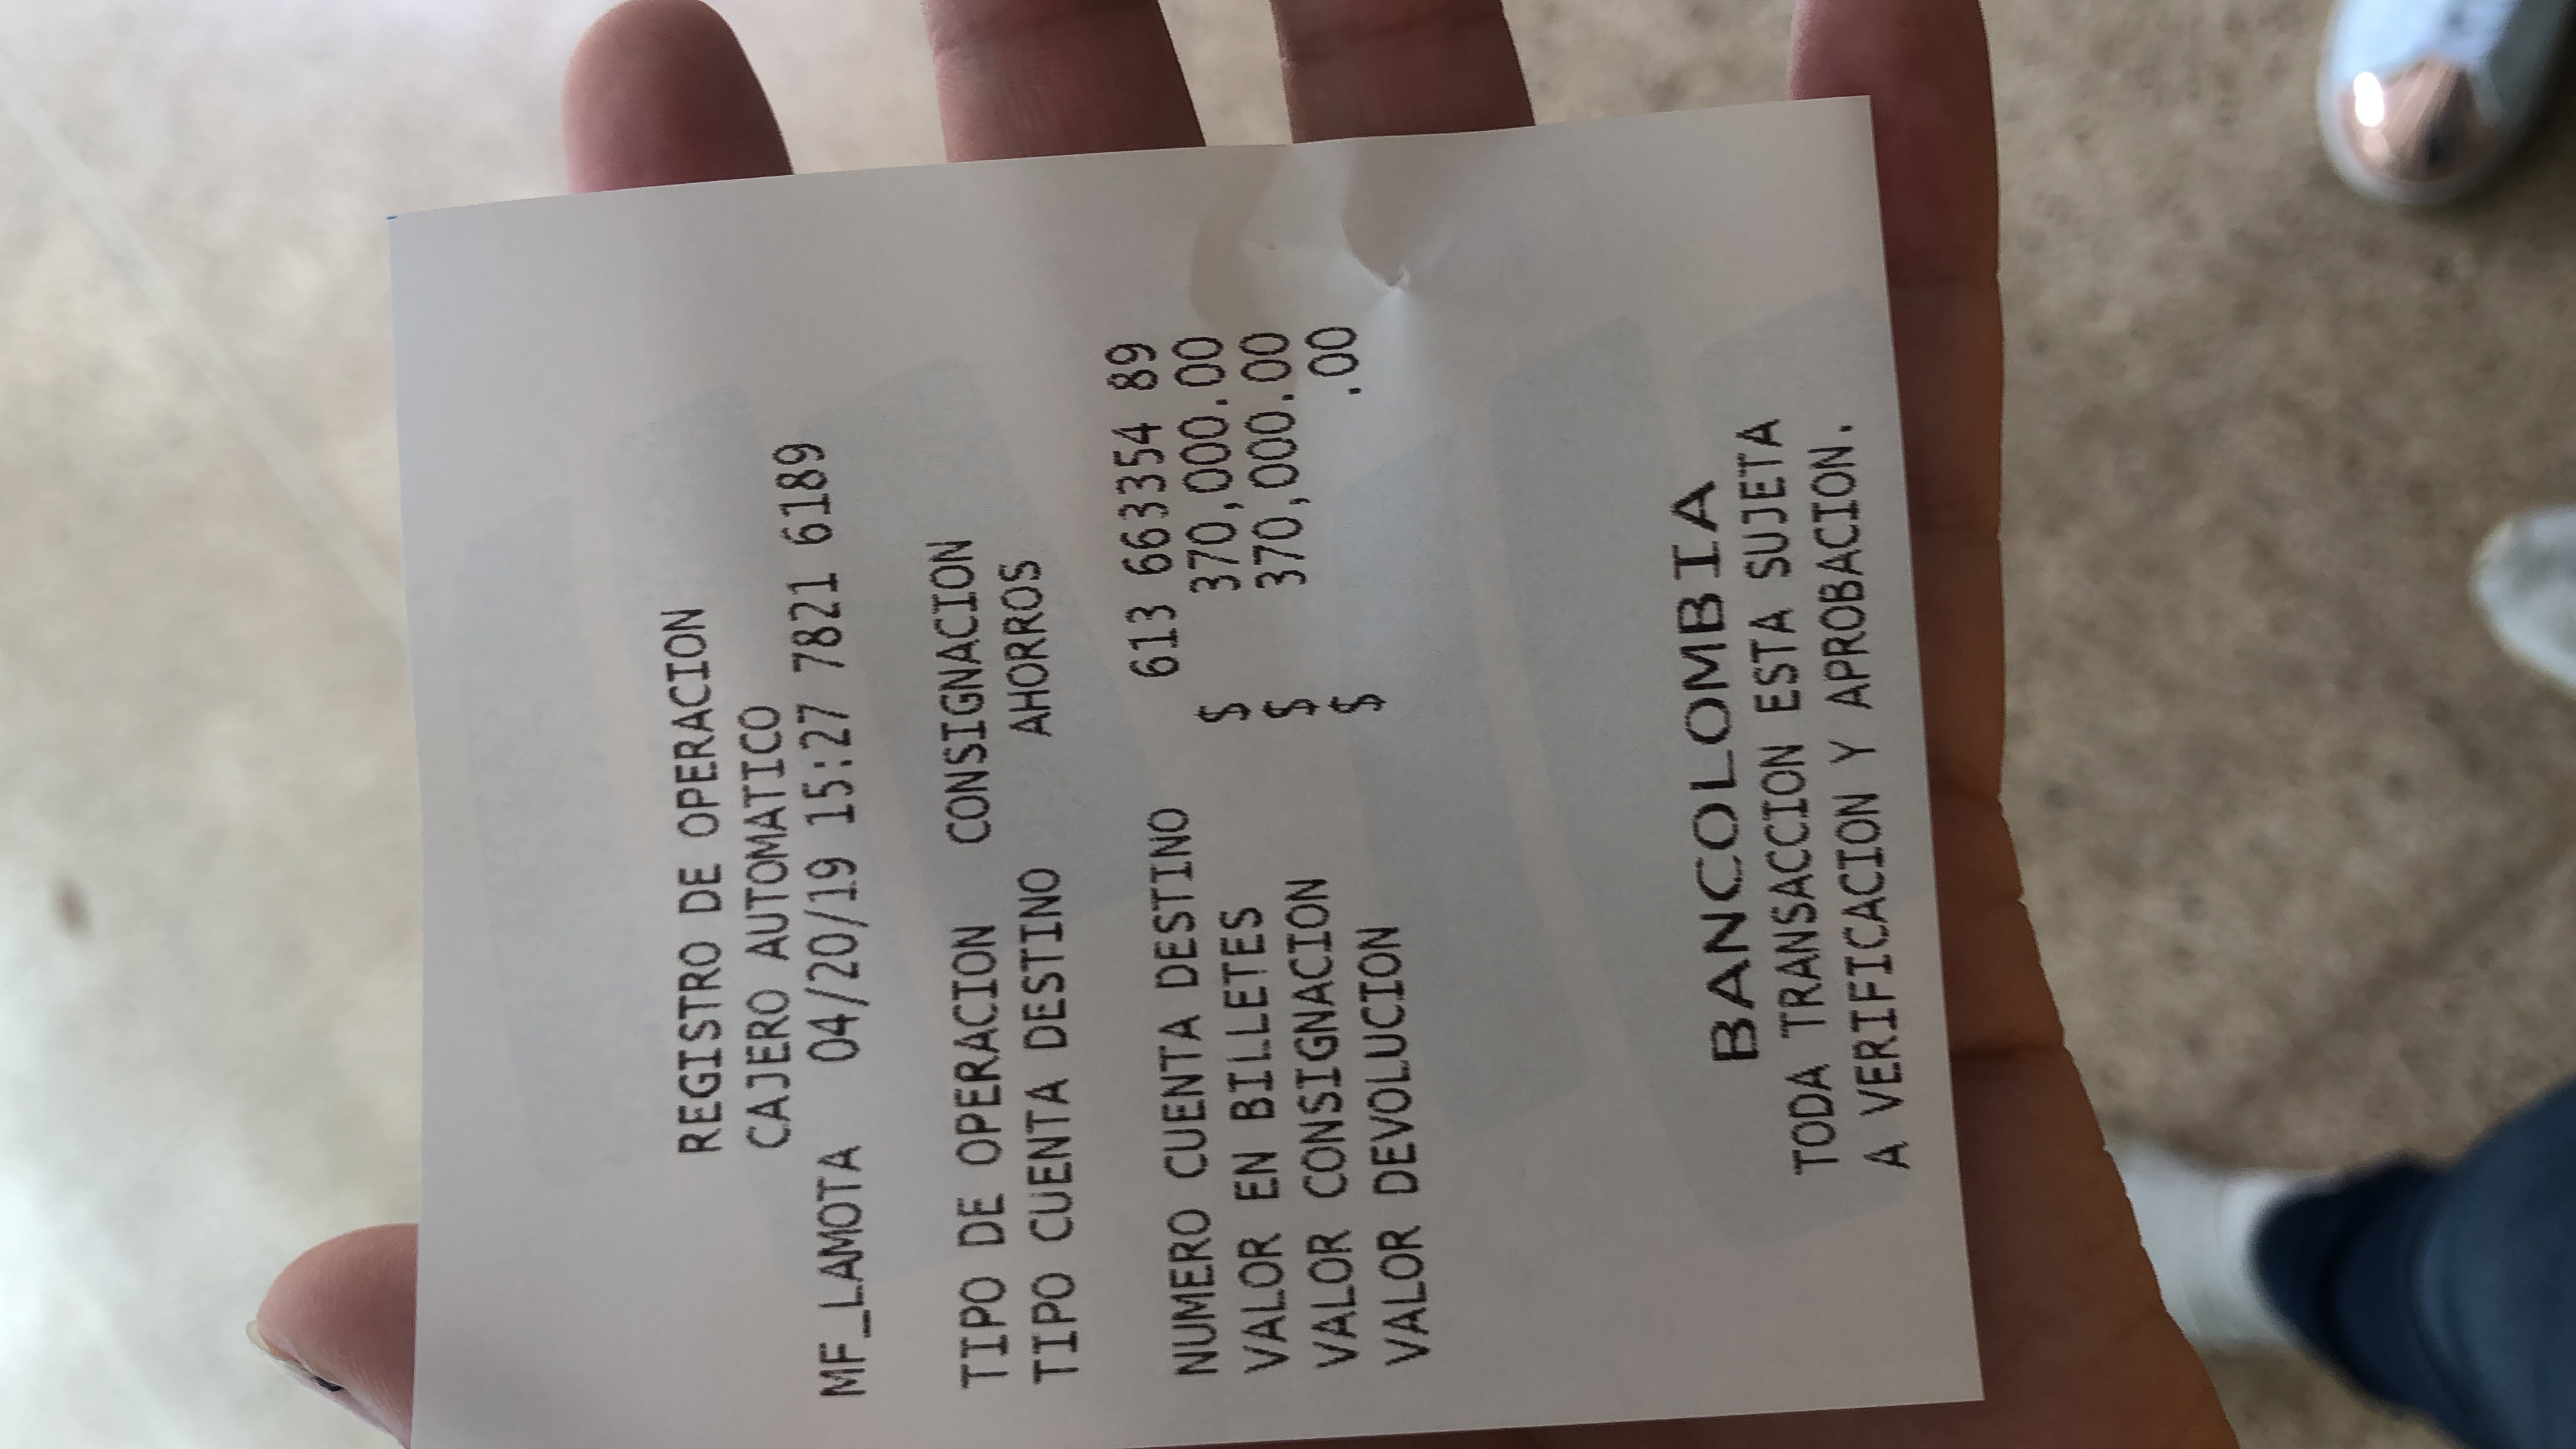 REGISTRO DE OPERACION
CAJERO AUTOMATICO
MF_LAMOTA 04/20/19 15:27 7821 6189
TIPO DE OPERACION CONSIGNACION
TIPO CUENTA DESTINO AHORROS
NUMERO CUENTA DESTINO 613 663354 89
VALOR EN BILLETES $ 370,000.00
VALOR CONSIGNACION $ 370,000.00
VALOR DEVOLUCION $ .00
BANCOLOMBIA
TODA TRANSACCION ESTA SUJETA
A VERIFICACION Y APROBACION.